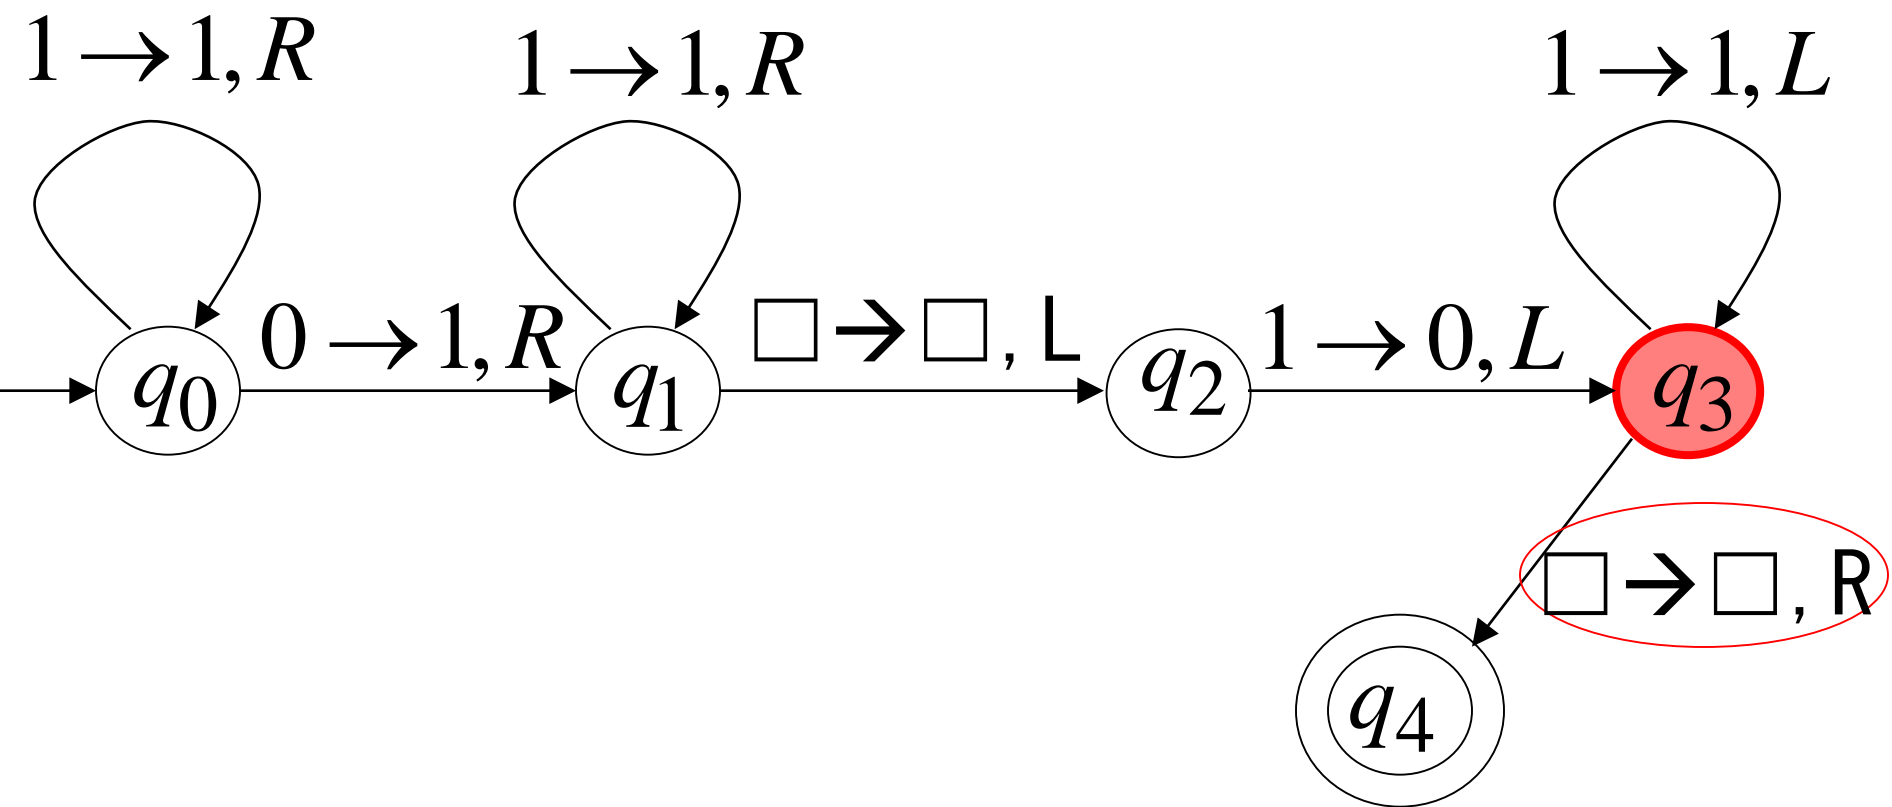 1 → 1, R
1 → 1, R
1 → 1, L
0 → 1, R
□ → □, L
1 → 0, L
q0
q1
q2
q3
□ → □, R
q4